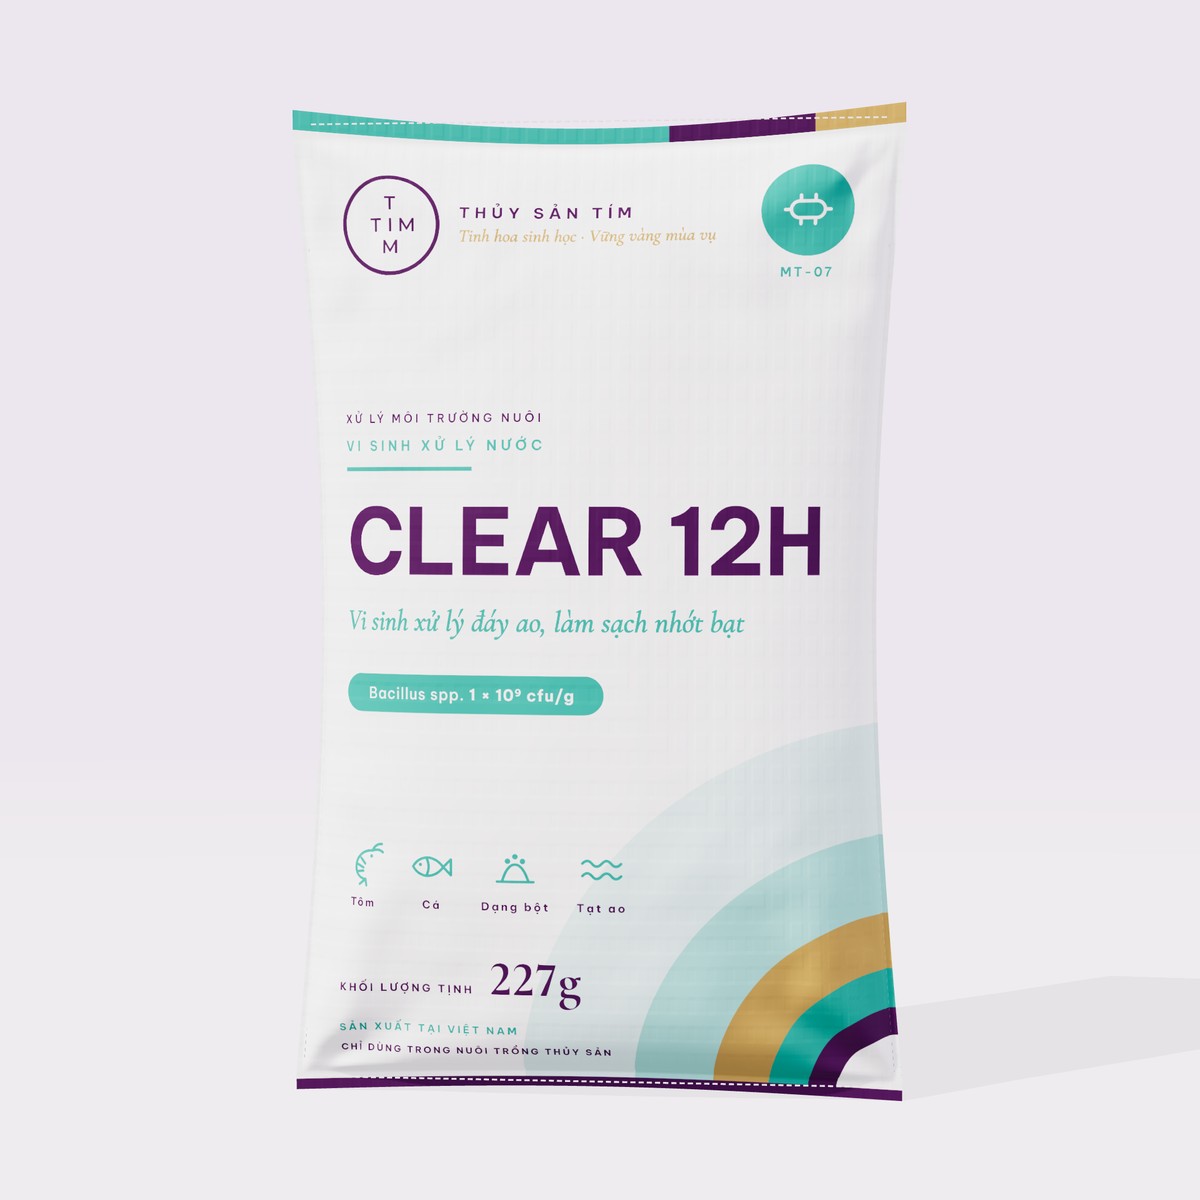 T
TIM
M
THỦY SẢN TÍM
Tinh hoa sinh học · Vững vàng mùa vụ
MT-07
XỬ LÝ MÔI TRƯỜNG NUÔI
VI SINH XỬ LÝ NƯỚC
CLEAR 12H
Vi sinh xử lý đáy ao, làm sạch nhớt bạt
Bacillus spp. 1 × 10⁹ cfu/g
Tôm
Cá
Dạng bột
Tạt ao
KHỐI LƯỢNG TỊNH 227g
SẢN XUẤT TẠI VIỆT NAM
CHỈ DÙNG TRONG NUÔI TRỒNG THỦY SẢN